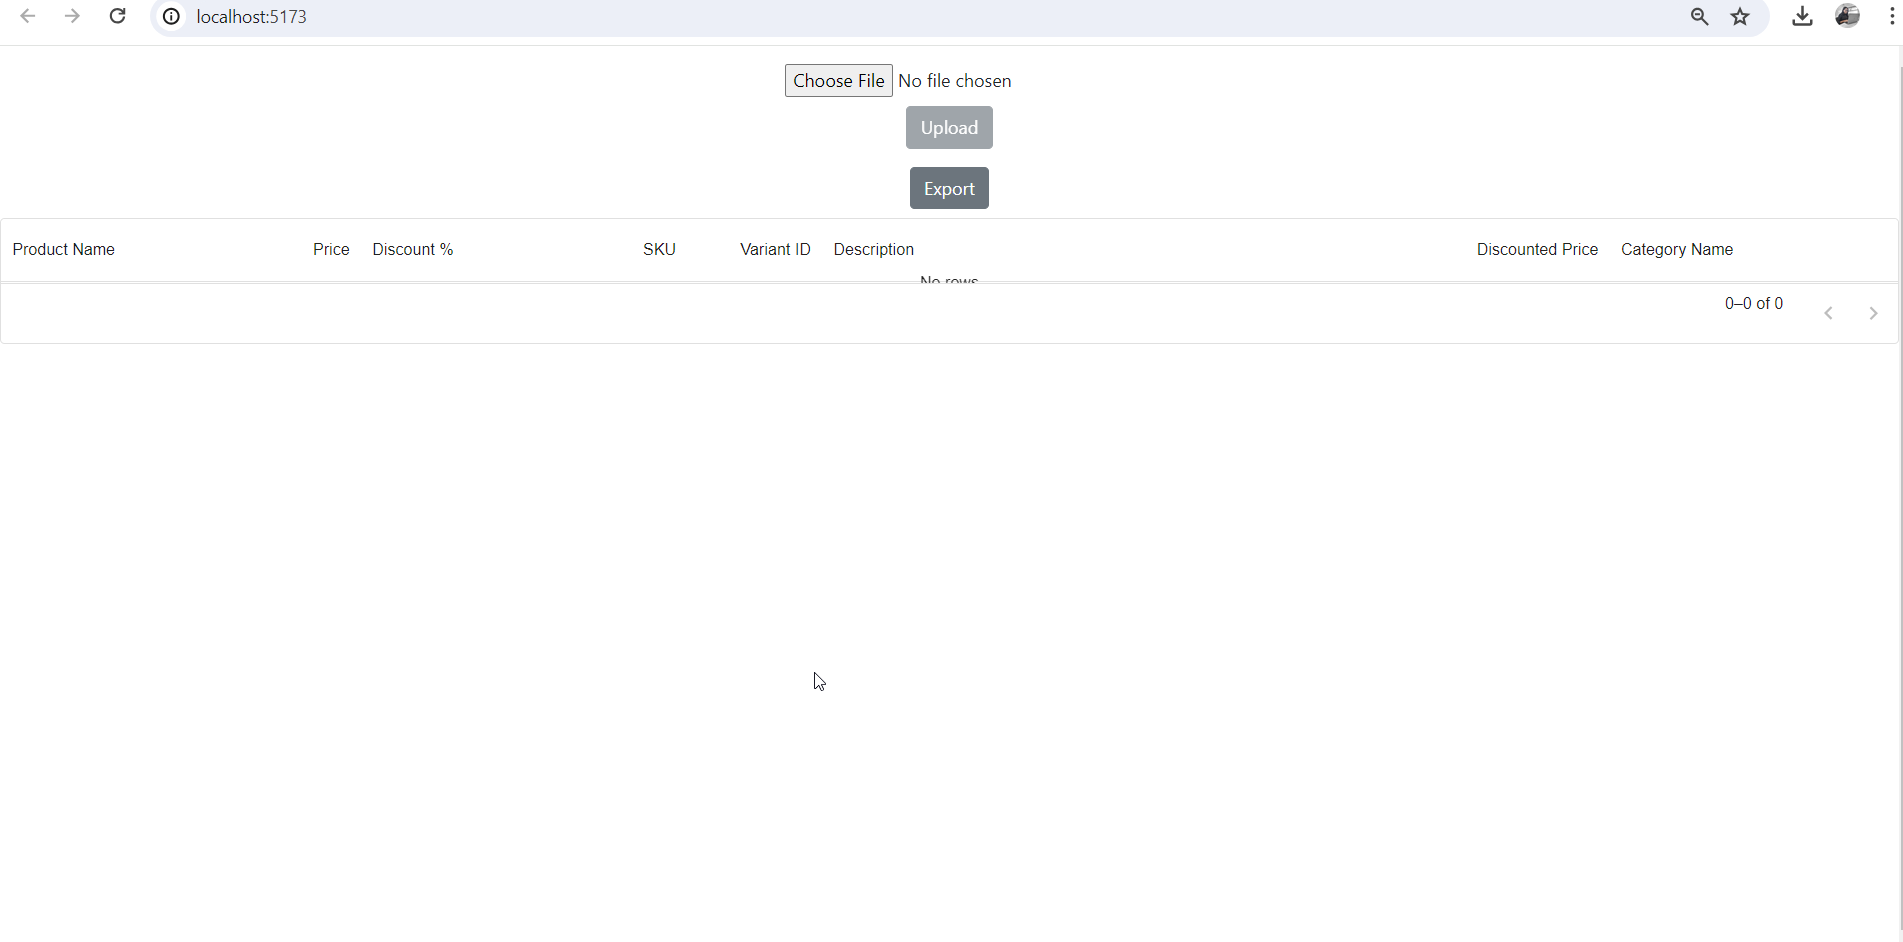 localhost:5173
Choose File No file chosen
Upload
Export
Product Name Price Discount % SKU Variant ID Description Discounted Price Category Name
No rows
0–0 of 0